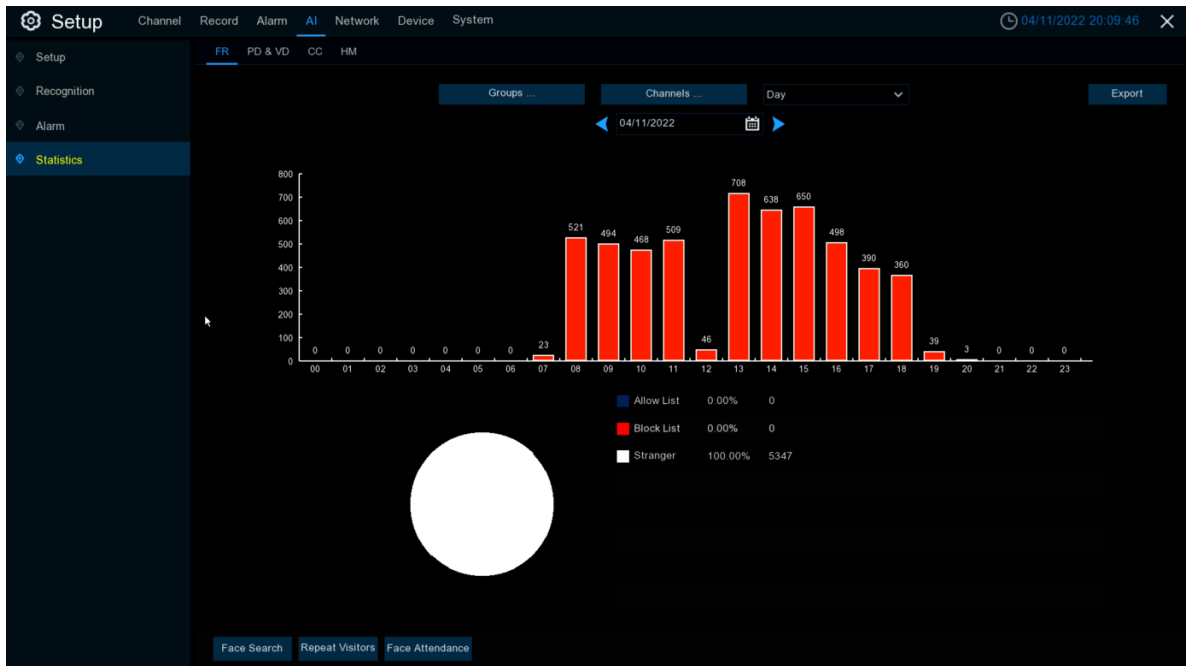 Setup Channel Record Alarm AI Network Device System 04/11/2022 20:09:46
Setup
Recognition
Alarm
Statistics
FR PD & VD CC HM
Groups ... Channels ... Day Export
04/11/2022
800
700
600
500
400
300
200
100
0
0 0 0 0 0 0 0 23 521 494 468 509 46 708 638 650 498 390 360 39 3 0 0 0
00 01 02 03 04 05 06 07 08 09 10 11 12 13 14 15 16 17 18 19 20 21 22 23
Allow List 0.00% 0
Block List 0.00% 0
Stranger 100.00% 5347
Face Search Repeat Visitors Face Attendance